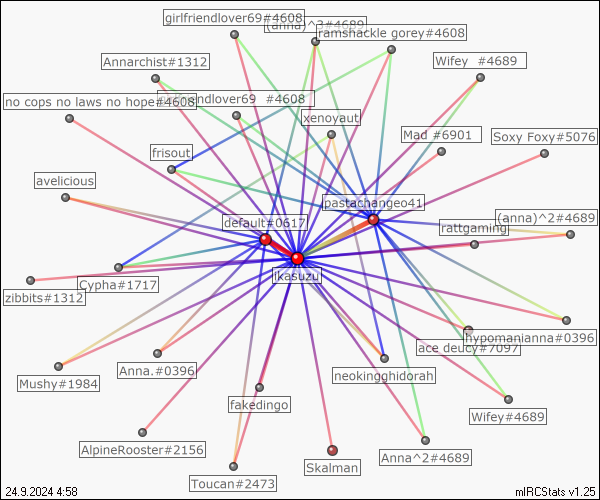 girlfriendlover69#4608
(anna)^3#4689
ramshackle gorey#4608
Annarchist#1312
Wifey #4689
no cops no laws no hope#4608
girlfriendlover69 #4608
xenoyaut
Mad #6901
Soxy Foxy#5076
frisout
avelicious
pastachangeo41
(anna)^2#4689
default#0617
rattgaming
ikasuzu
Cypha#1717
zibbits#1312
hypomanianna#0396
ace deucy#7097
Mushy#1984
Anna.#0396
neokingghidorah
fakedingo
Wifey#4689
AlpineRooster#2156
Anna^2#4689
Skalman
Toucan#2473
24.9.2024 4:58
mIRCStats v1.25